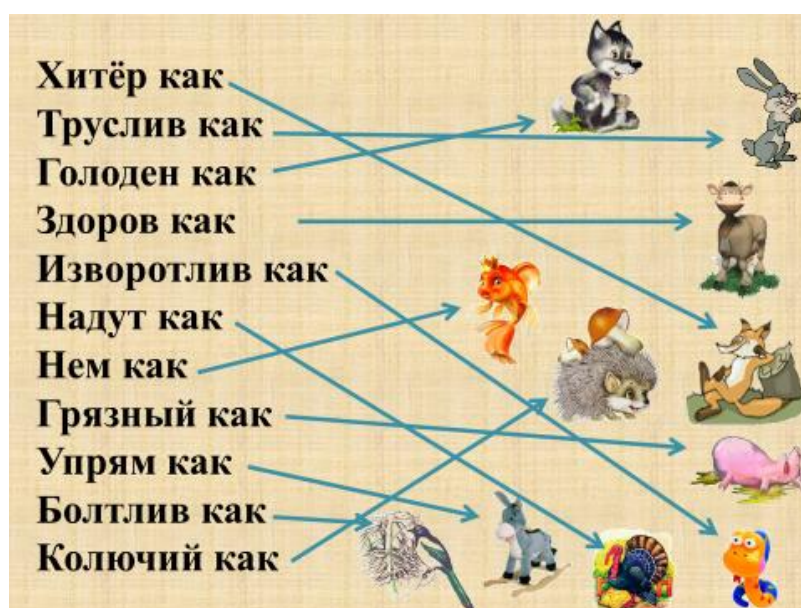 Хитёр как
Труслив как
Голоден как
Здоров как
Изворотлив как
Надут как
Нем как
Грязный как
Упрям как
Болтлив как
Колючий как